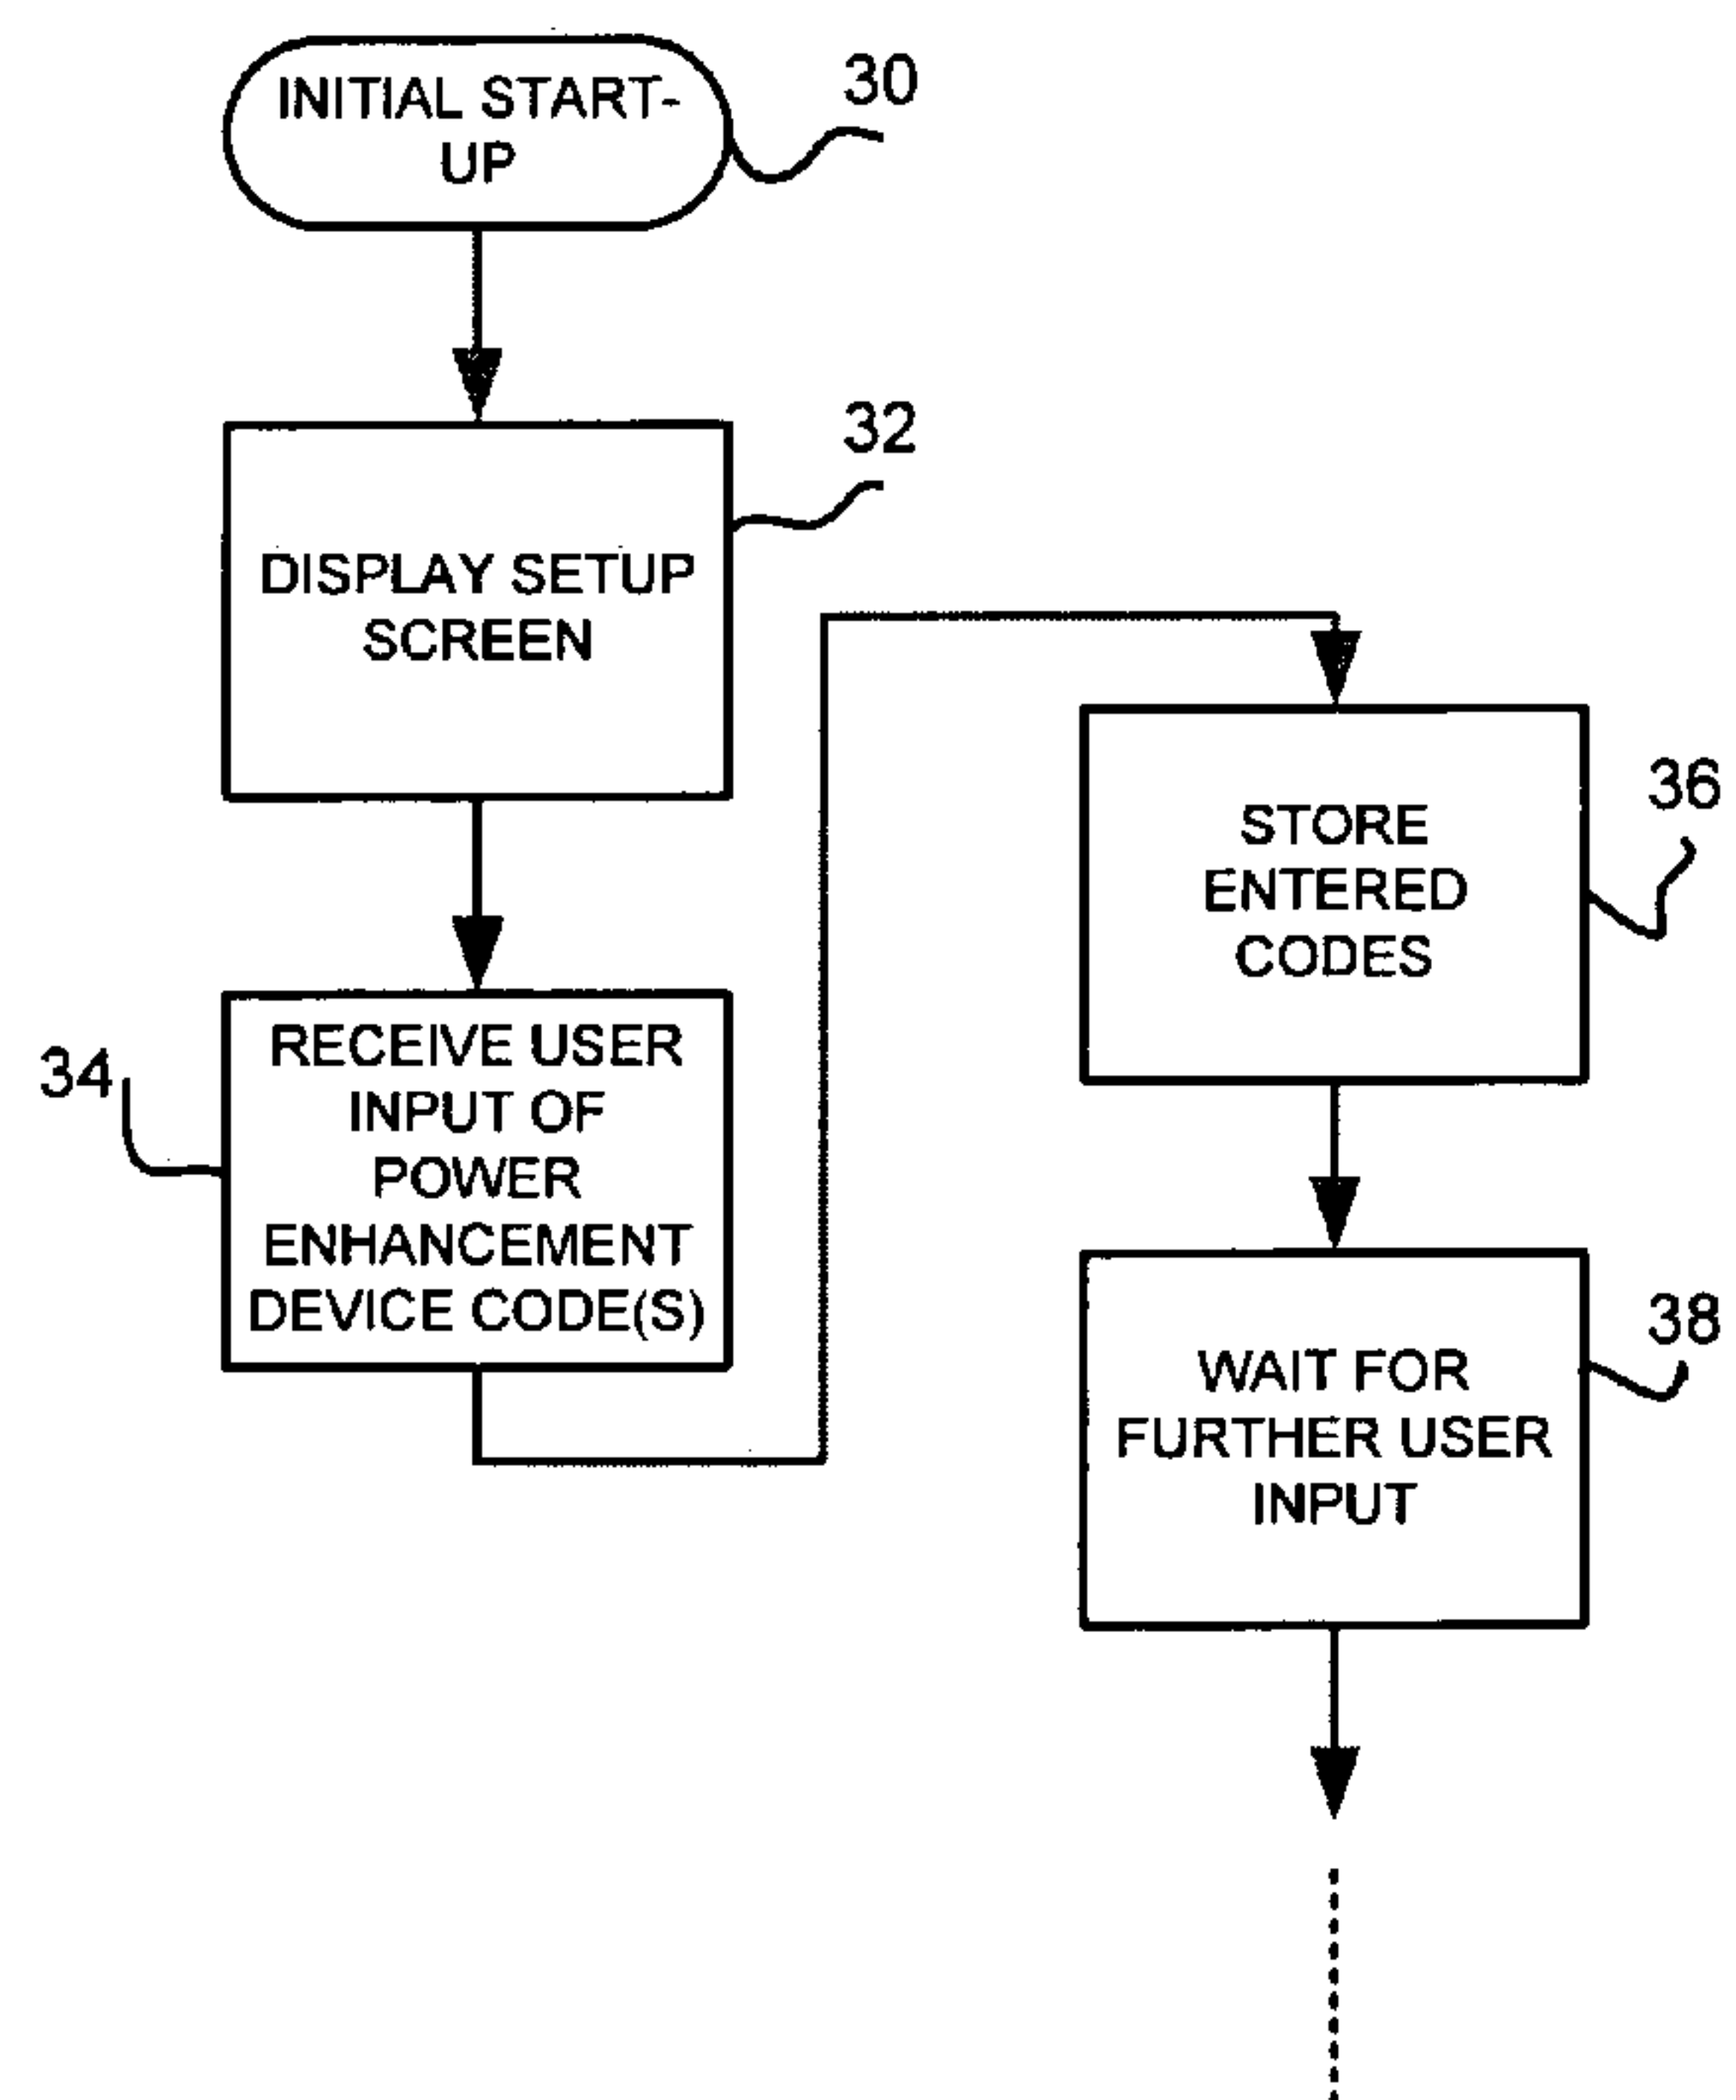 INITIAL START-
UP
30
DISPLAY SETUP
SCREEN
32
34
RECEIVE USER
INPUT OF
POWER
ENHANCEMENT
DEVICE CODE(S)
STORE
ENTERED
CODES
36
WAIT FOR
FURTHER USER
INPUT
38